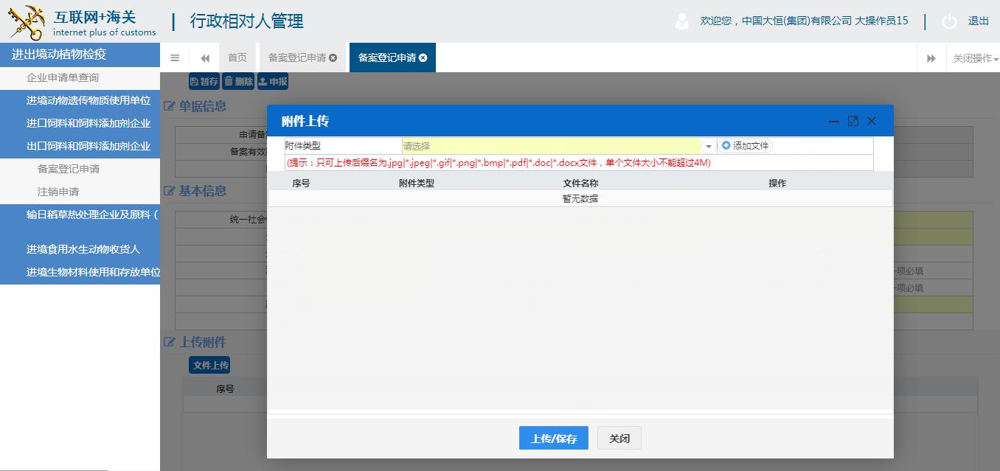 互联网+海关
internet plus of customs
行政相对人管理
欢迎您，中国大恒(集团)有限公司 大操作员15
退出
进出境动植物检疫
企业申请单查询
进境动物遗传物质使用单位
进口饲料和饲料添加剂企业
出口饲料和饲料添加剂企业
备案登记申请
注销申请
输日稻草热处理企业及原料（
进境食用水生动物收货人
进境生物材料使用和存放单位
首页
备案登记申请
备案登记申请
关闭操作
暂存 删除 申报
单据信息
申请备
备案有效
基本信息
统一社会
一项必填
一项必填
上传附件
文件上传
序号
附件上传
附件类型 请选择 添加文件
(提示：只可上传后缀名为.jpg|*.jpeg|*.gif|*.png|*.bmp|*.pdf|*.doc|*.docx文件，单个文件大小不能超过4M)
序号 附件类型 文件名称 操作
暂无数据
上传/保存 关闭